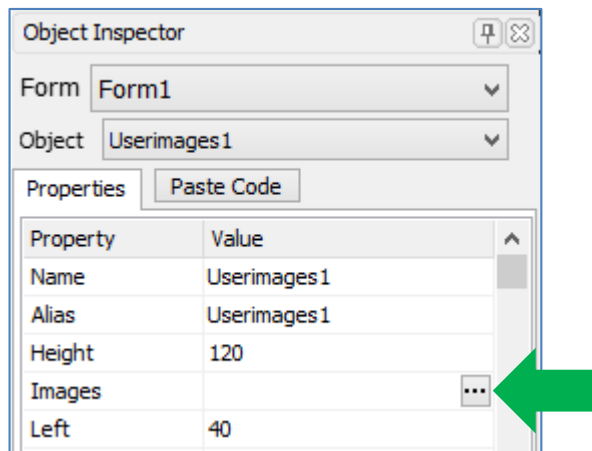 Object Inspector
Form Form1
Object Userimages1
Properties Paste Code
Property Value
Name Userimages1
Alias Userimages1
Height 120
Images ...
Left 40